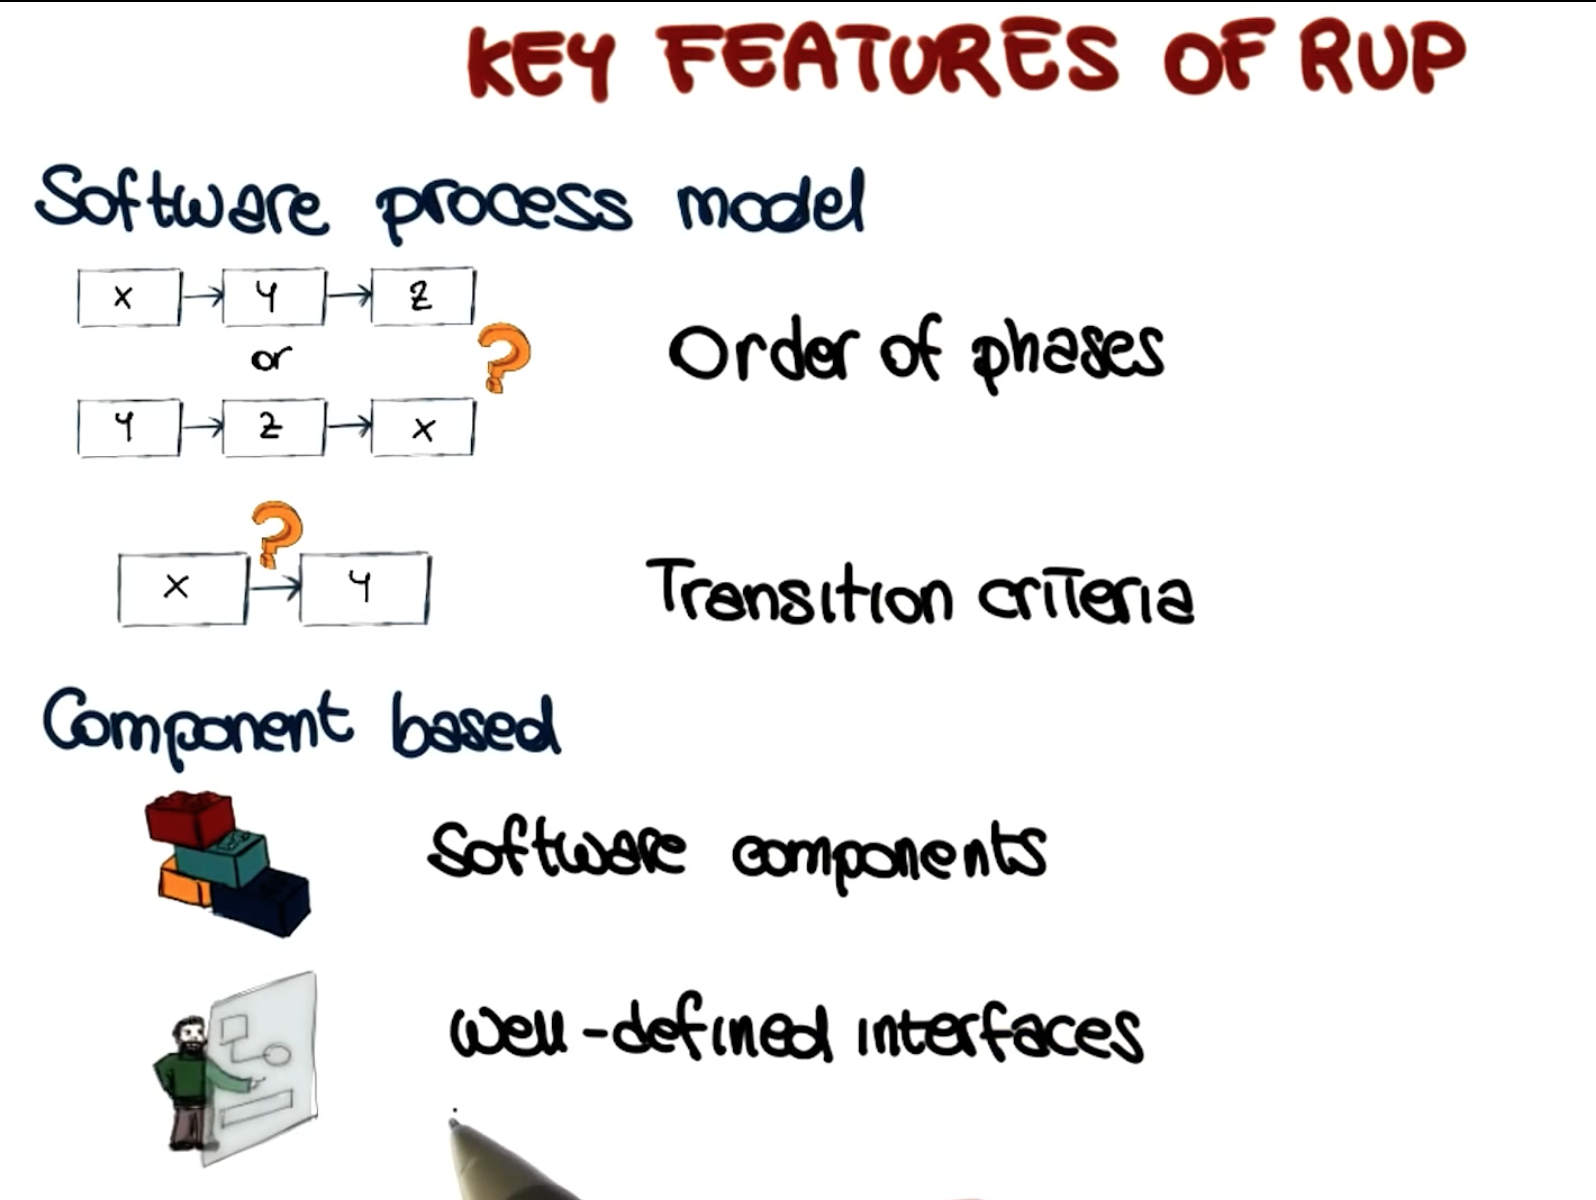 KEY FEATURES OF RUP
Software process model
X → Y → Z
or
?
Order of phases
Y → Z → X
?
X → Y
Transition criteria
Component based
Software components
Well-defined interfaces